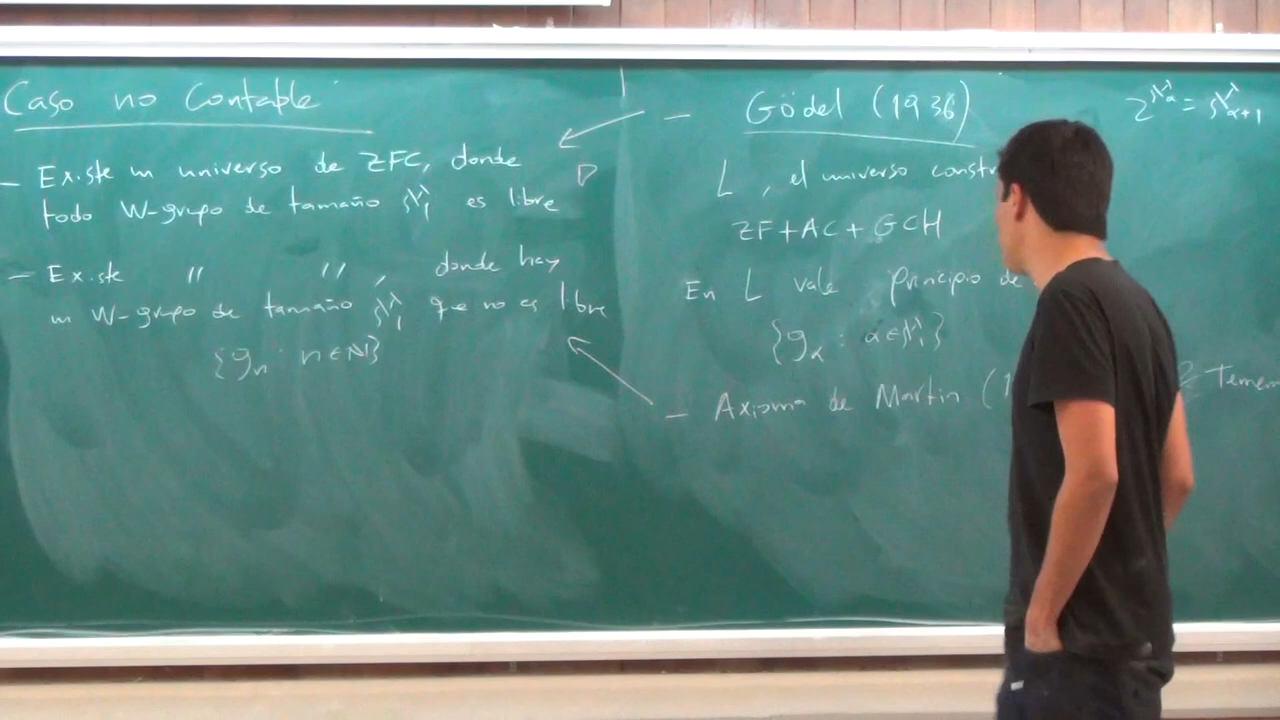 Caso no Contable
- Existe un universo de ZFC, donde
todo W-grupo de tamaño ℵ₁ es libre
- Existe " ", donde hay
un W-grupo de tamaño ℵ₁ que no es libre
{gₙ : n∈ℕ}
- Gödel (1936)
2^ℵα = ℵα+1
L, el universo constr
ZF+AC+GCH
En L vale principio de
{gα : α∈ℵ₁}
- Axioma de Martin (1